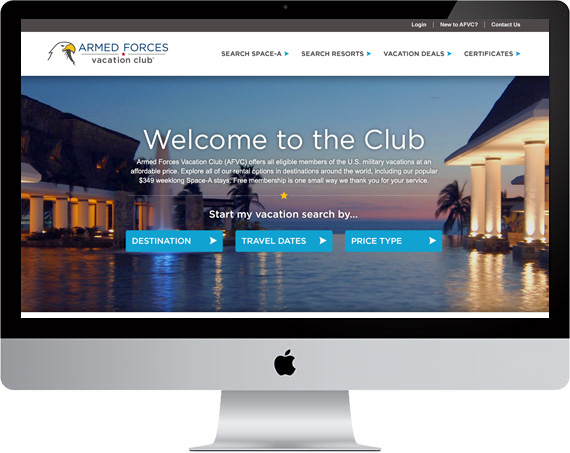 Login | New to AFVC? | Contact Us
ARMED FORCES
vacation club
SEARCH SPACE-A SEARCH RESORTS VACATION DEALS CERTIFICATES
Welcome to the Club
Armed Forces Vacation Club (AFVC) offers all eligible members of the U.S. military vacations at an
affordable price. Explore all of our rental options in destinations around the world, including our popular
$349 weeklong Space-A stays. Free membership is one small way we thank you for your service.
Start my vacation search by...
DESTINATION TRAVEL DATES PRICE TYPE